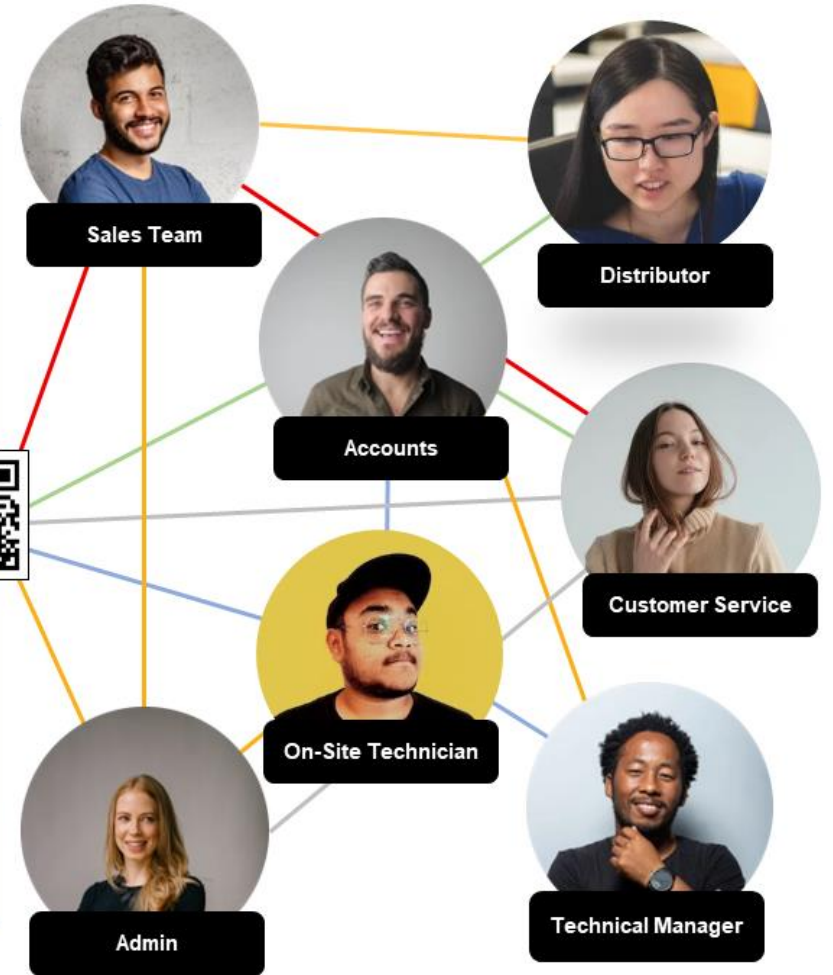 Sales Team
Distributor
Accounts
Customer Service
On-Site Technician
Technical Manager
Admin